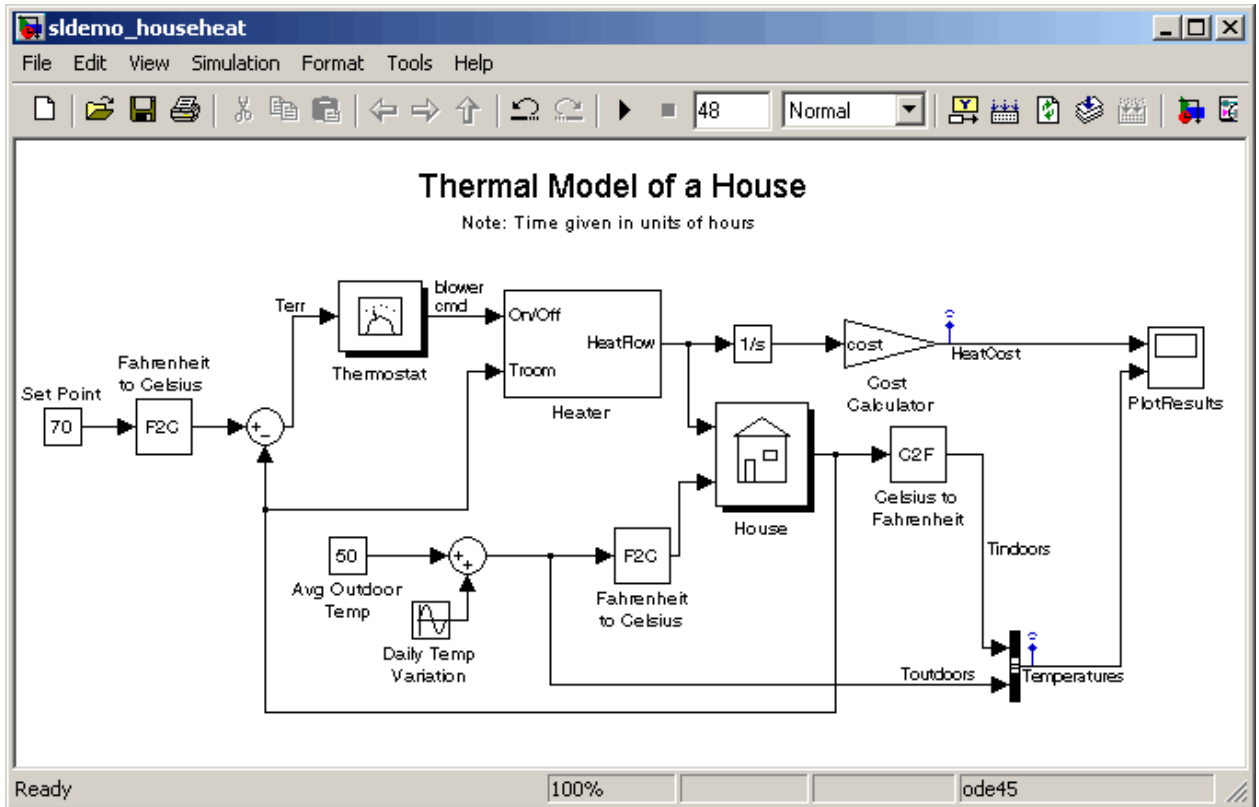 sldemo_househeat
File Edit View Simulation Format Tools Help
48
Normal
Thermal Model of a House
Note: Time given in units of hours
Terr
blower
cmd
On/Off
HeatFlow
Troom
Heater
Thermostat
1/s
cost
HeatCost
Cost
Calculator
PlotResults
Fahrenheit
to Celsius
Set Point
70
F2C
House
C2F
Celsius to
Fahrenheit
Tindoors
50
Avg Outdoor
Temp
F2C
Fahrenheit
to Celsius
Daily Temp
Variation
Toutdoors
Temperatures
Ready
100%
ode45